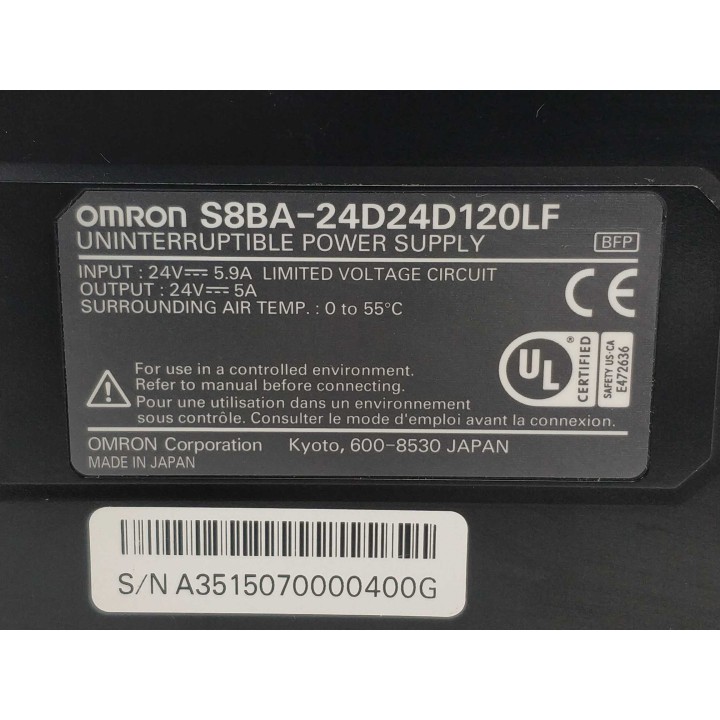 OMRON S8BA-24D24D120LF
UNINTERRUPTIBLE POWER SUPPLY
BFP
INPUT : 24V⎓ 5.9A LIMITED VOLTAGE CIRCUIT
OUTPUT : 24V⎓ 5A
SURROUNDING AIR TEMP. : 0 to 55°C
CE
UL
®
CERTIFIED
SAFETY US-CA
E472636
For use in a controlled environment.
Refer to manual before connecting.
Pour une utilisation dans un environnement
sous contrôle. Consulter le mode d'emploi avant la connexion.
OMRON Corporation Kyoto, 600-8530 JAPAN
MADE IN JAPAN
S/N A3515070000400G